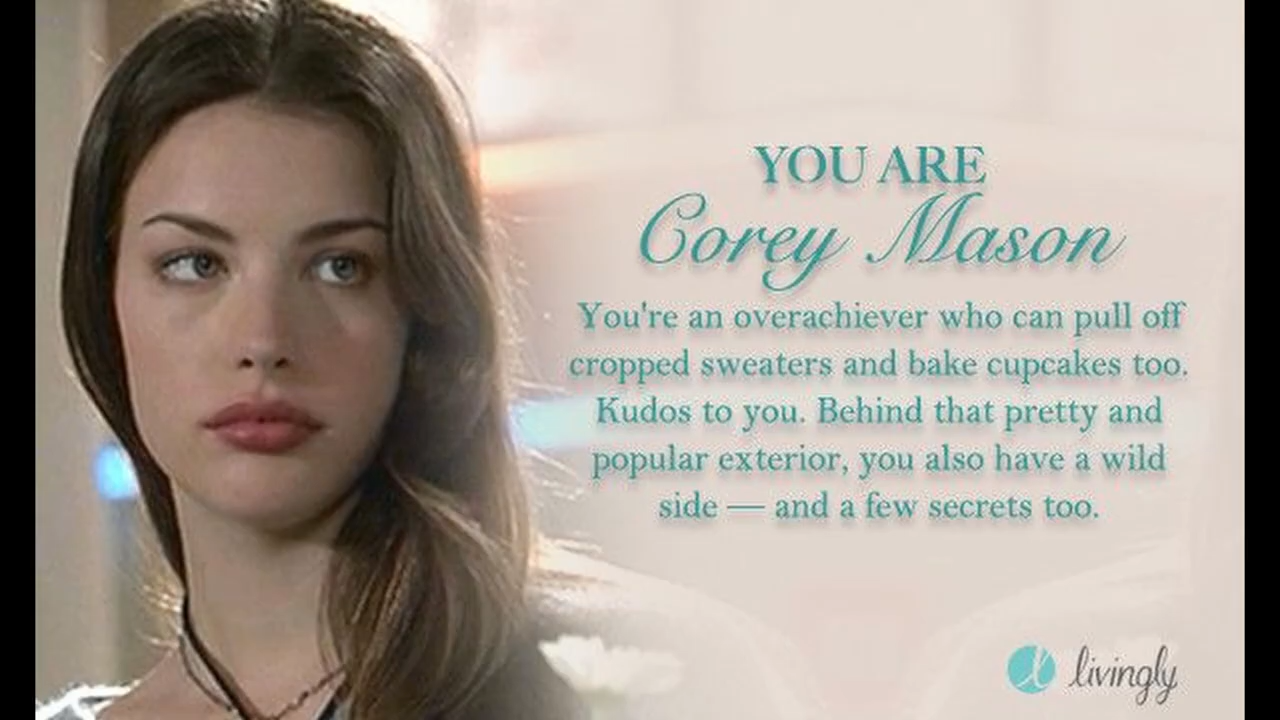 YOU ARE
Corey Mason
You're an overachiever who can pull off
cropped sweaters and bake cupcakes too.
Kudos to you. Behind that pretty and
popular exterior, you also have a wild
side — and a few secrets too.
livingly